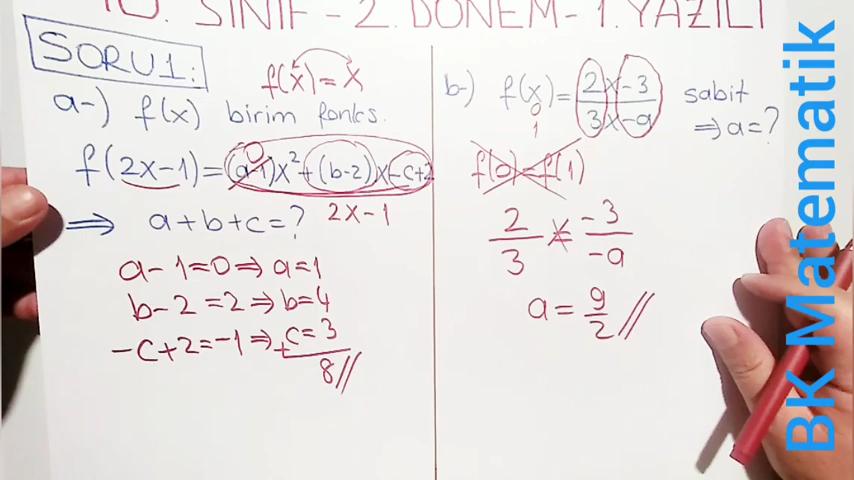 10. SINIF - 2. DÖNEM - 1. YAZILI
SORU 1:
f(x) = x
a-) f(x) birim fonks.
f(2x-1) = (a-1)x² + (b-2)x - c + 2
⇒ a+b+c = ? 2x-1
a-1=0 ⇒ a=1
b-2=2 ⇒ b=4
-c+2=-1 ⇒ c=3
+
8//
b-) f(x) = (2x-3)/(3x-a) sabit
0
1
⇒ a = ?
f(0) = f(1)
2/3 = -3/-a
a = 9/2 //
BK Matematik